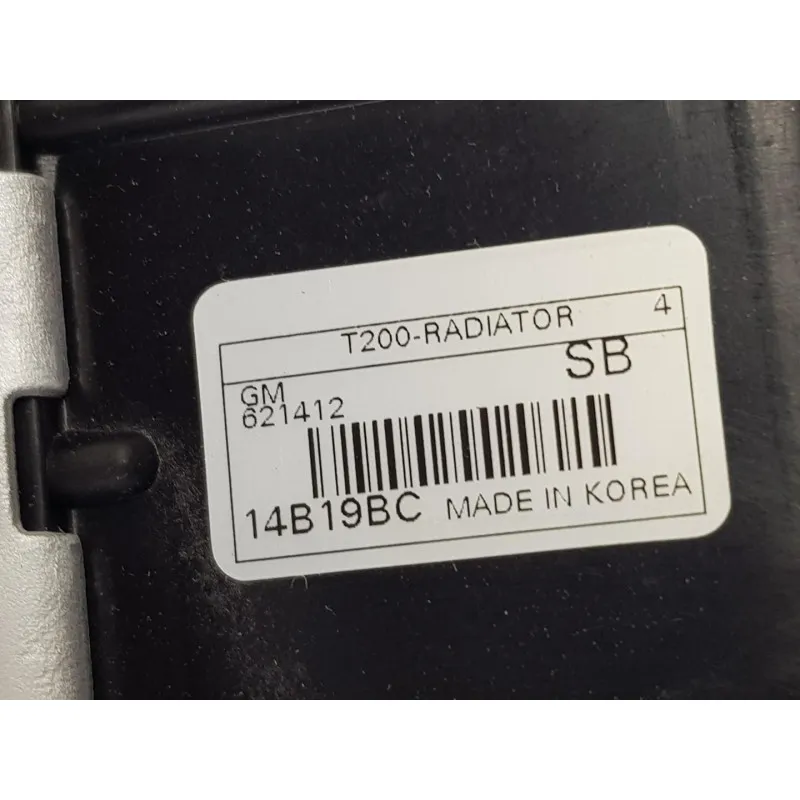 T200-RADIATOR 4
SB
GM
621412
14B19BC MADE IN KOREA